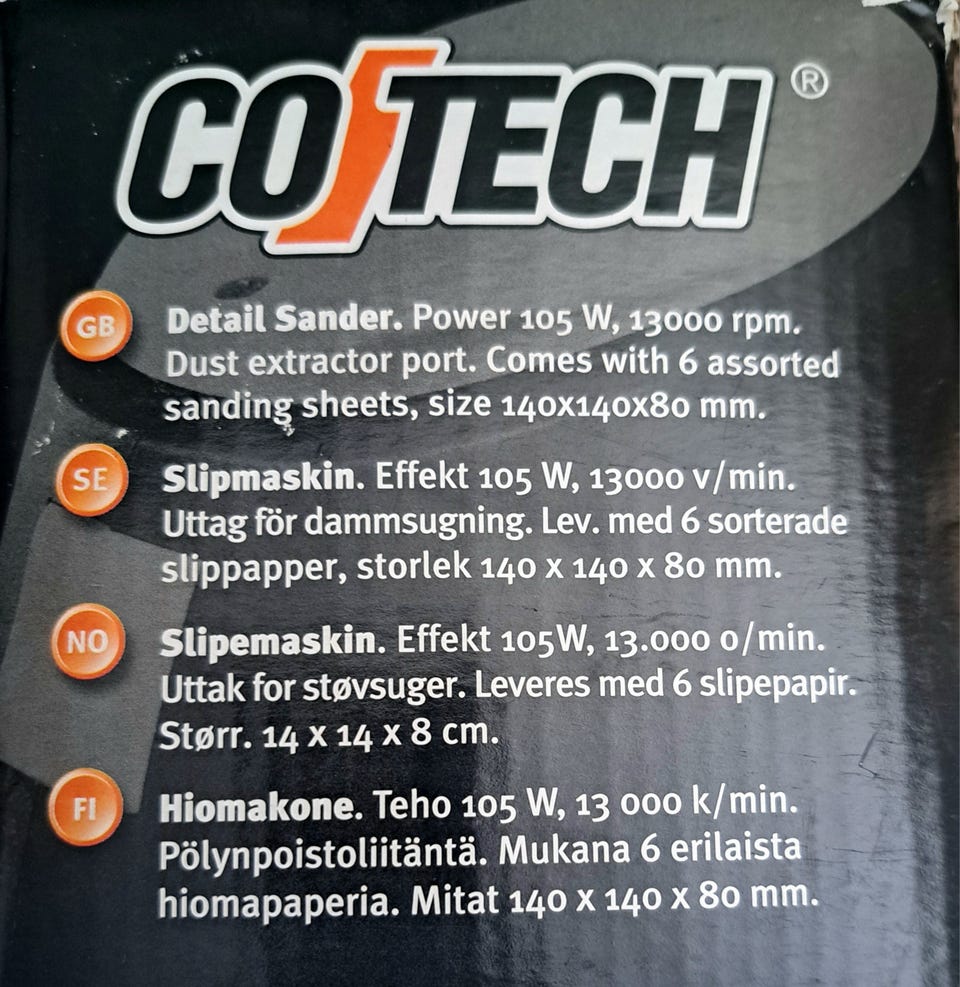 COTECH®
GB
Detail Sander. Power 105 W, 13000 rpm.
Dust extractor port. Comes with 6 assorted
sanding sheets, size 140x140x80 mm.
SE
Slipmaskin. Effekt 105 W, 13000 v/min.
Uttag för dammsugning. Lev. med 6 sorterade
slippapper, storlek 140 x 140 x 80 mm.
NO
Slipemaskin. Effekt 105W, 13.000 o/min.
Uttak for støvsuger. Leveres med 6 slipepapir.
Størr. 14 x 14 x 8 cm.
FI
Hiomakone. Teho 105 W, 13 000 k/min.
Pölynpoistoliitäntä. Mukana 6 erilaista
hiomapaperia. Mitat 140 x 140 x 80 mm.